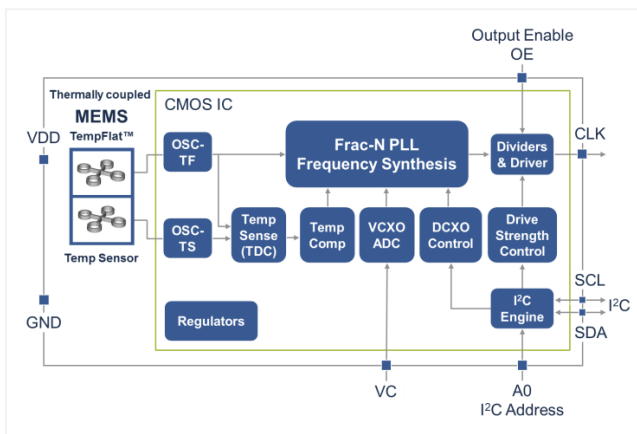 Output Enable
OE
Thermally coupled
MEMS
TempFlat™
VDD
CMOS IC
OSC-
TF
Frac-N PLL
Frequency Synthesis
Dividers
& Driver
CLK
OSC-
TS
Temp
Sense
(TDC)
Temp
Comp
VCXO
ADC
DCXO
Control
Drive
Strength
Control
Temp Sensor
GND
Regulators
I²C
Engine
SCL
I²C
SDA
VC
A0
I²C Address